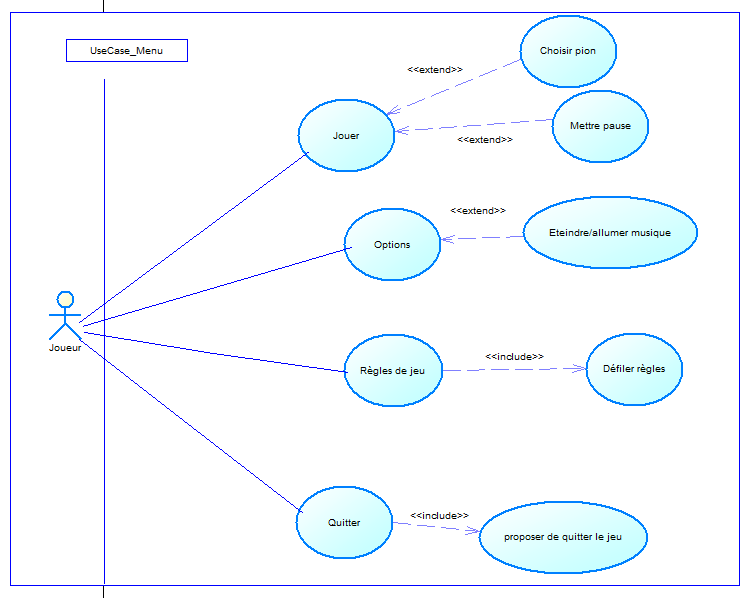 UseCase_Menu
Choisir pion
<<extend>>
Mettre pause
Jouer
<<extend>>
<<extend>>
Eteindre/allumer musique
Options
Joueur
<<include>>
Règles de jeu
Défiler règles
<<include>>
Quitter
proposer de quitter le jeu